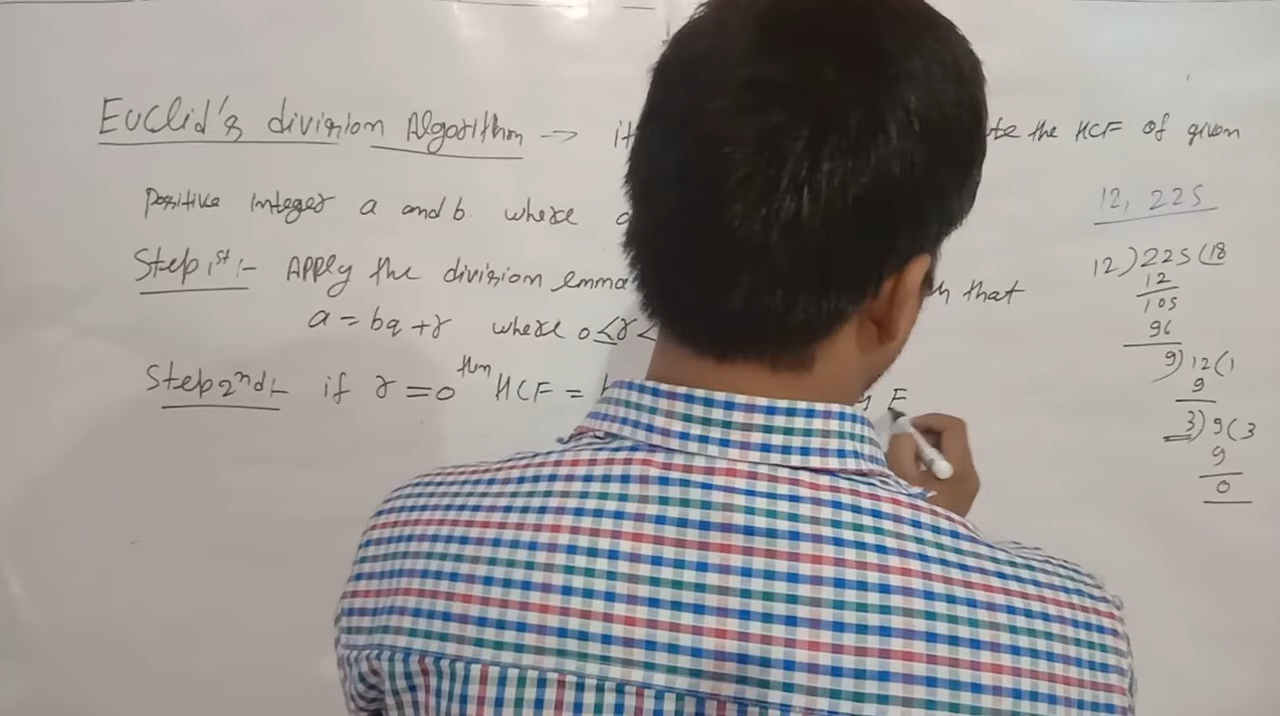 Euclid's division Algorithm → it the HCF of given
Possitive integer a and b. where
Step 1st:- Apply the division lemma that
a = bq + r where 0 ≤ r <
Step 2nd:- if r = 0 then HCF =
12, 225
12)225(18
12
105
96
9)12(1
9
3)9(3
9
0